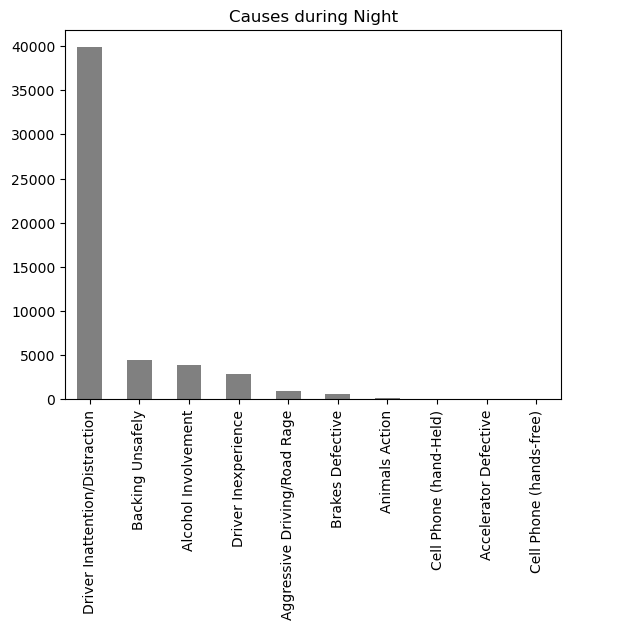 Causes during Night
40000
35000
30000
25000
20000
15000
10000
5000
0
Driver Inattention/Distraction
Backing Unsafely
Alcohol Involvement
Driver Inexperience
Aggressive Driving/Road Rage
Brakes Defective
Animals Action
Cell Phone (hand-Held)
Accelerator Defective
Cell Phone (hands-free)